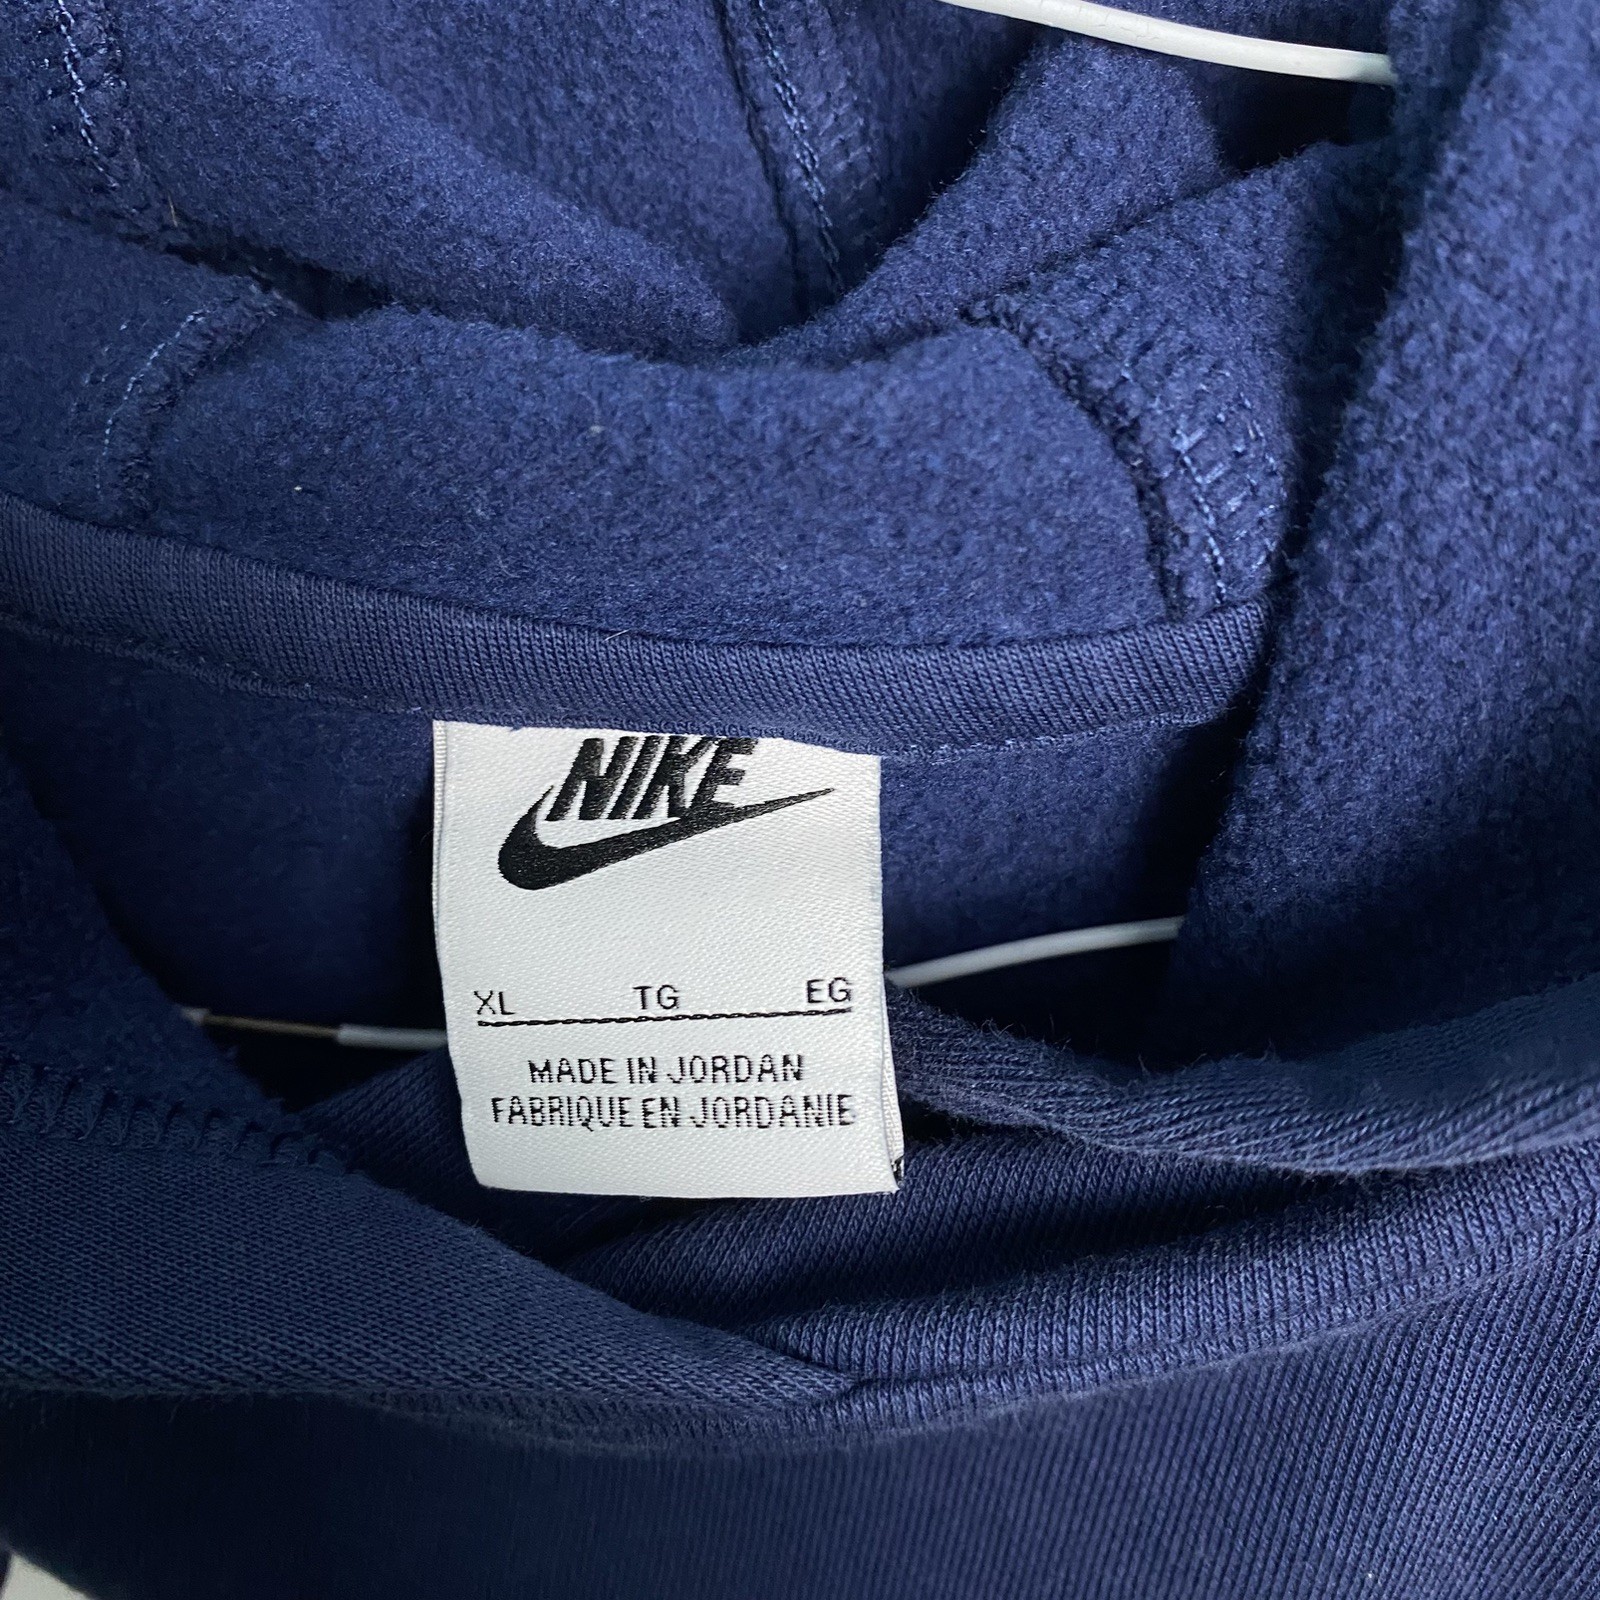 NIKE
XL TG EG
MADE IN JORDAN
FABRIQUE EN JORDANIE